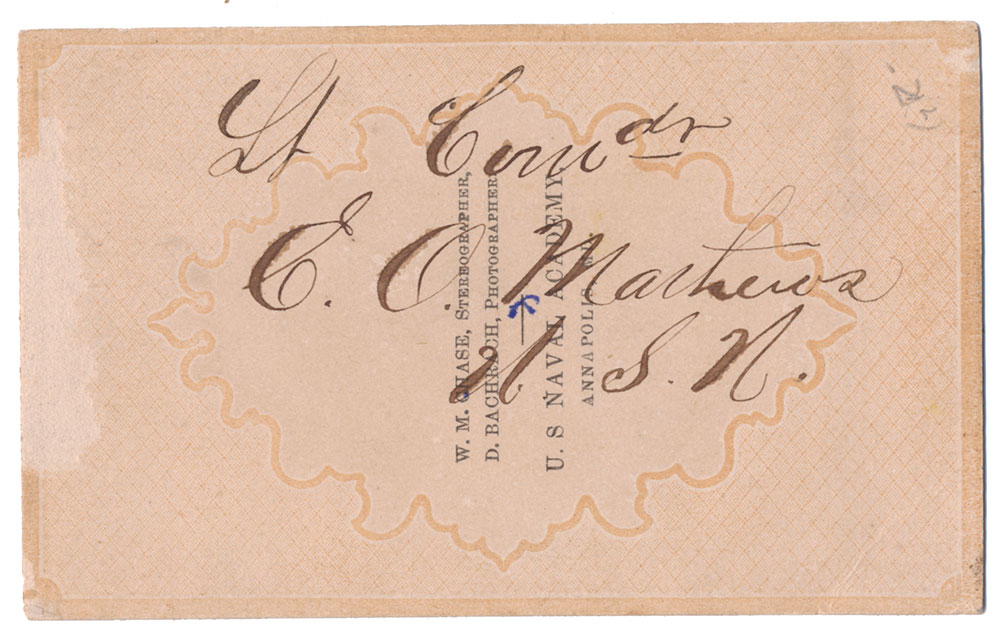 Lt Comdr
E. O. Mathews
U. S. N.
W. M. CHASE, STEREOGRAPHER,
D. BACHRACH, PHOTOGRAPHER
U. S NAVAL ACADEMY,
ANNAPOLIS